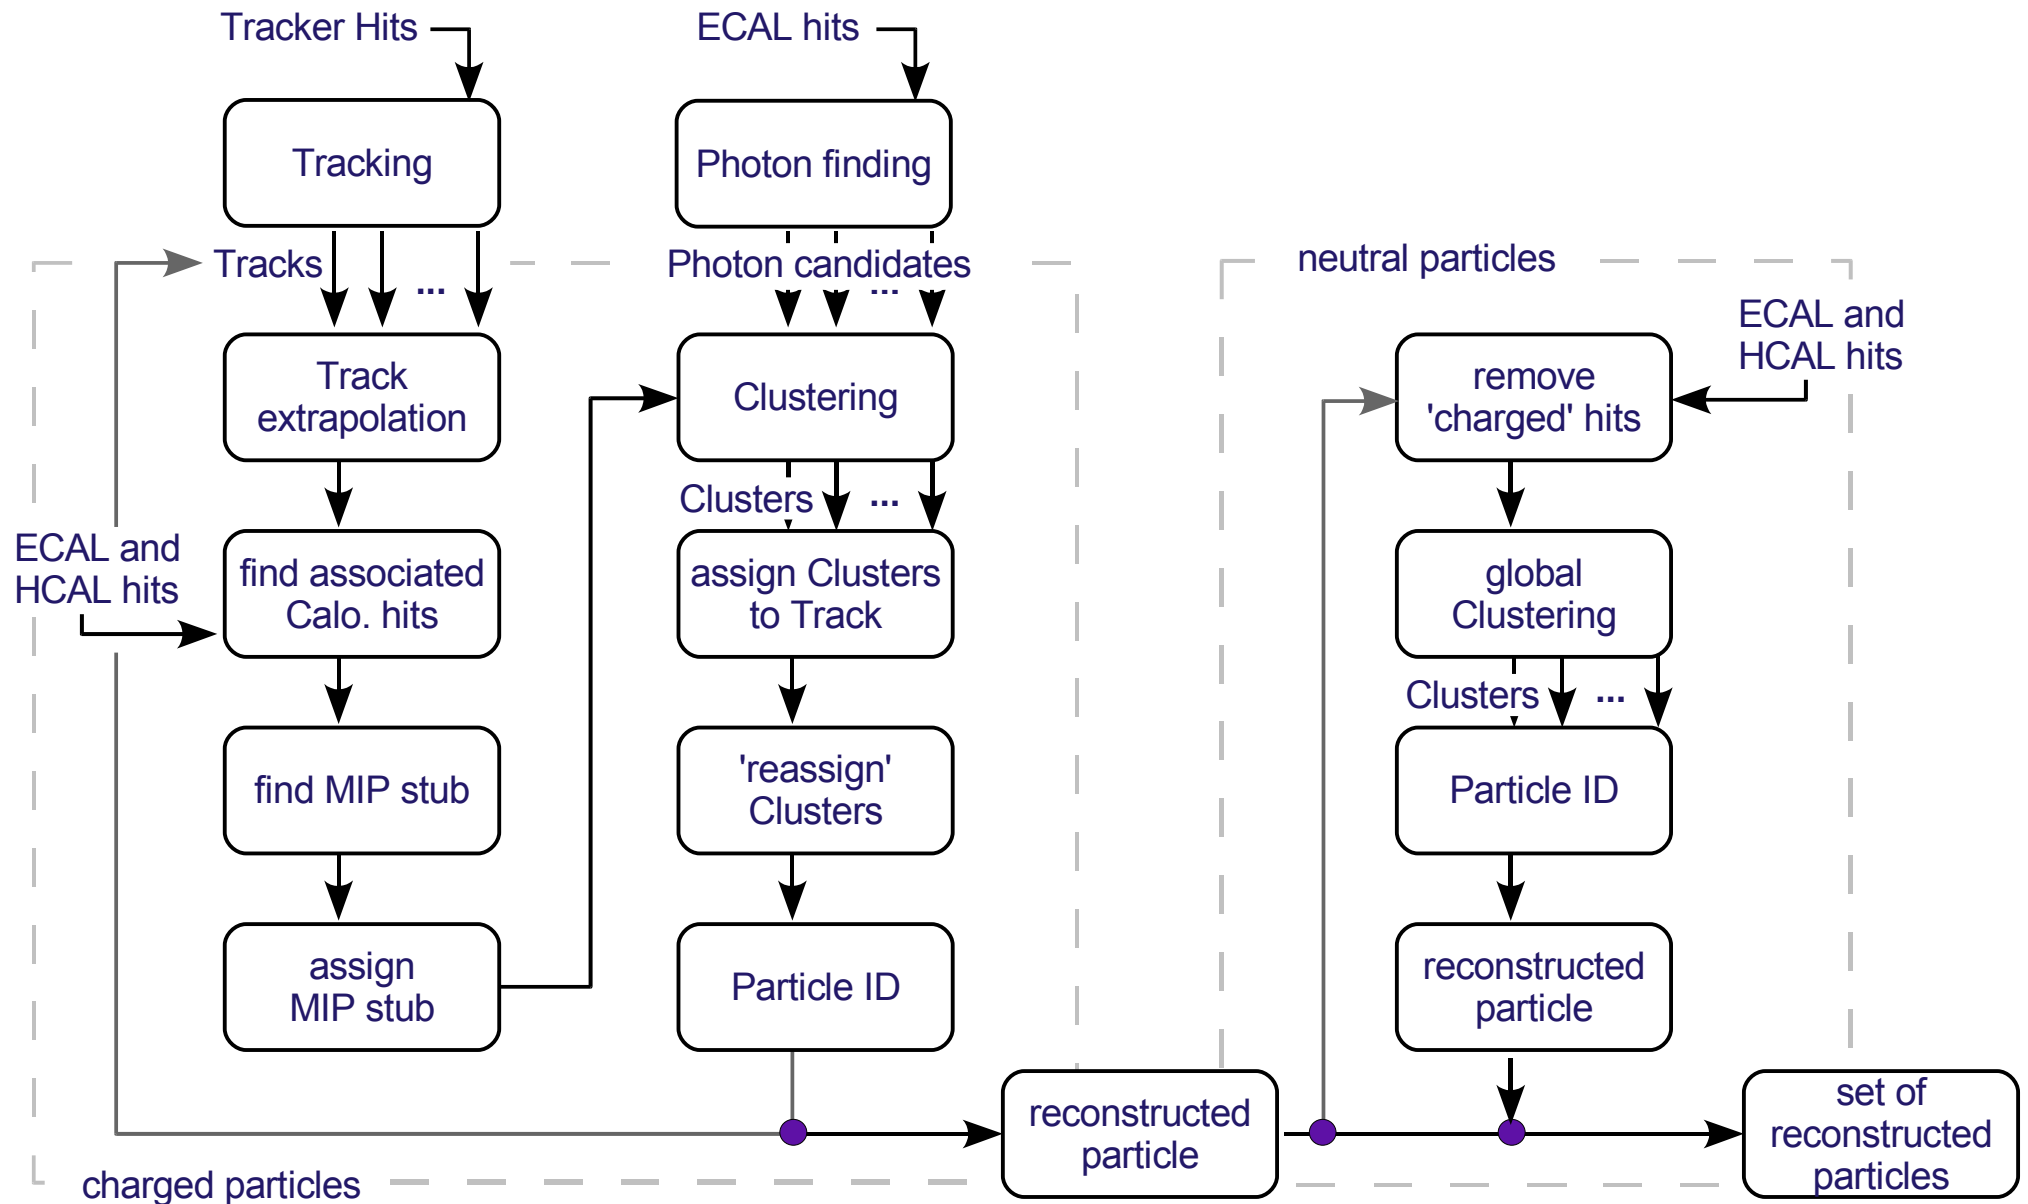 Tracker Hits
ECAL hits
Tracking
Photon finding
Tracks
...
Photon candidates
...
neutral particles
ECAL and
HCAL hits
Track
extrapolation
Clustering
remove
'charged' hits
Clusters
...
ECAL and
HCAL hits
find associated
Calo. hits
assign Clusters
to Track
global
Clustering
Clusters
...
find MIP stub
'reassign'
Clusters
Particle ID
assign
MIP stub
Particle ID
reconstructed
particle
reconstructed
particle
set of
reconstructed
particles
charged particles